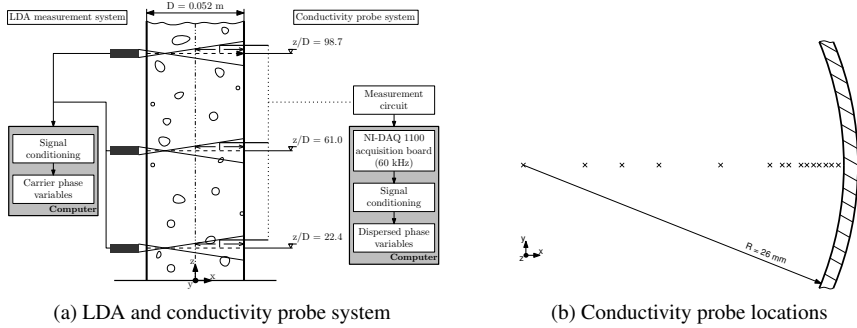 D = 0.052 m
LDA measurement system
Conductivity probe system
z/D = 98.7
Measurement
circuit
z/D = 61.0
NI-DAQ 1100
acquisition board
(60 kHz)
Signal
conditioning
Carrier phase
variables
Computer
Signal
conditioning
Dispersed phase
variables
Computer
z/D = 22.4
z
y
x
(a) LDA and conductivity probe system
R = 26 mm
y
z
x
(b) Conductivity probe locations